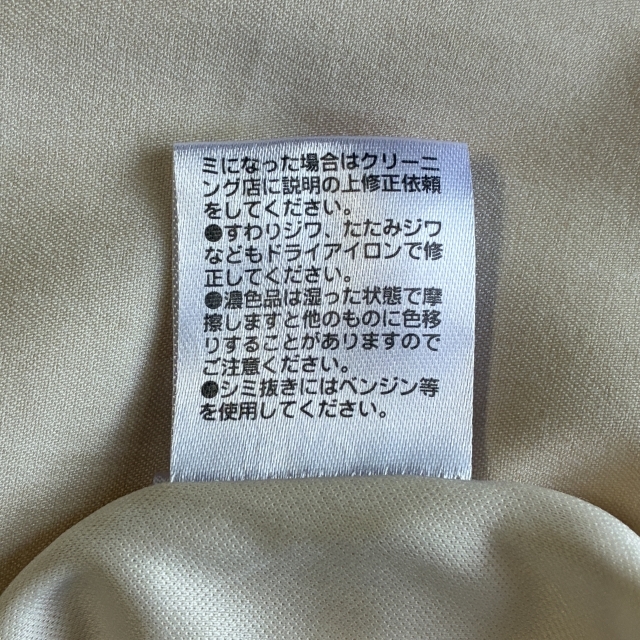 ミになった場合はクリーニ
ング店に説明の上修正依頼
をしてください。
●すわりジワ、たたみジワ
などもドライアイロンで修
正してください。
●濃色品は湿った状態で摩
擦しますと他のものに色移
りすることがありますので
ご注意ください。
●シミ抜きにはベンジン等
を使用してください。